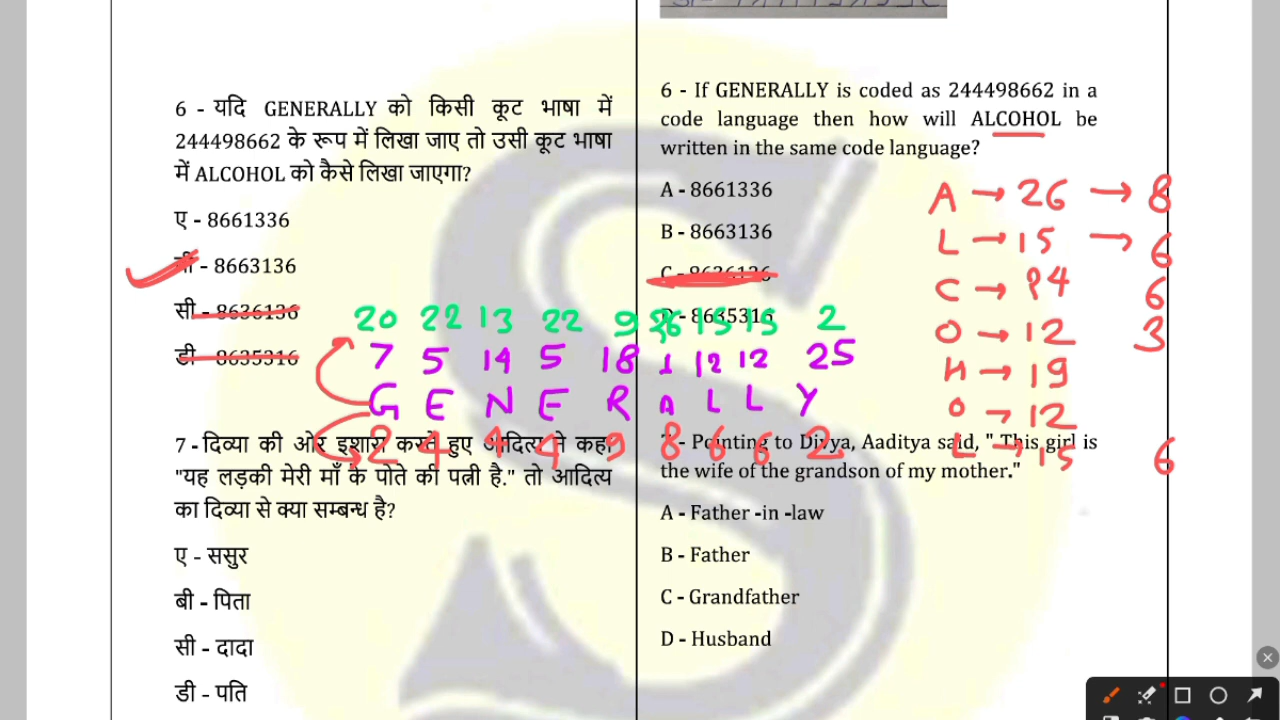 6 - यदि GENERALLY को किसी कूट भाषा में
244498662 के रूप में लिखा जाए तो उसी कूट भाषा
में ALCOHOL को कैसे लिखा जाएगा?
ए - 8661336
- 8663136
सी - 8636136
डी - 8635316
7 - दिव्या की ओर इशारा करते हुए आदित्य ने कहा
"यह लड़की मेरी माँ के पोते की पत्नी है." तो आदित्य
का दिव्या से क्या सम्बन्ध है?
ए - ससुर
बी - पिता
सी - दादा
डी - पति
6 - If GENERALLY is coded as 244498662 in a
code language then how will ALCOHOL be
written in the same code language?
A - 8661336
B - 8663136
C - 8636136
D - 8635316
7 - Pointing to Divya, Aaditya said, " This girl is
the wife of the grandson of my mother."
A - Father -in -law
B - Father
C - Grandfather
D - Husband
20 22 13 22 9 26 15 15 2
7 5 14 5 18 1 12 12 25
G E N E R A L L Y
2 4 4 4 9 8 6 6 2
A → 26 → 8
L → 15 → 6
C → 24 6
O → 12 3
H → 19
O → 12
L → 15 6